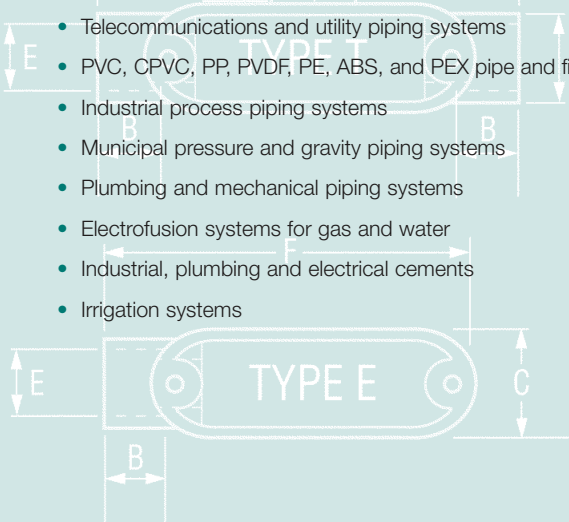 • Telecommunications and utility piping systems
E TYPE T
• PVC, CPVC, PP, PVDF, PE, ABS, and PEX pipe and fi
• Industrial process piping systems
B B
• Municipal pressure and gravity piping systems
• Plumbing and mechanical piping systems
• Electrofusion systems for gas and water
F
• Industrial, plumbing and electrical cements
• Irrigation systems
E TYPE E C
B